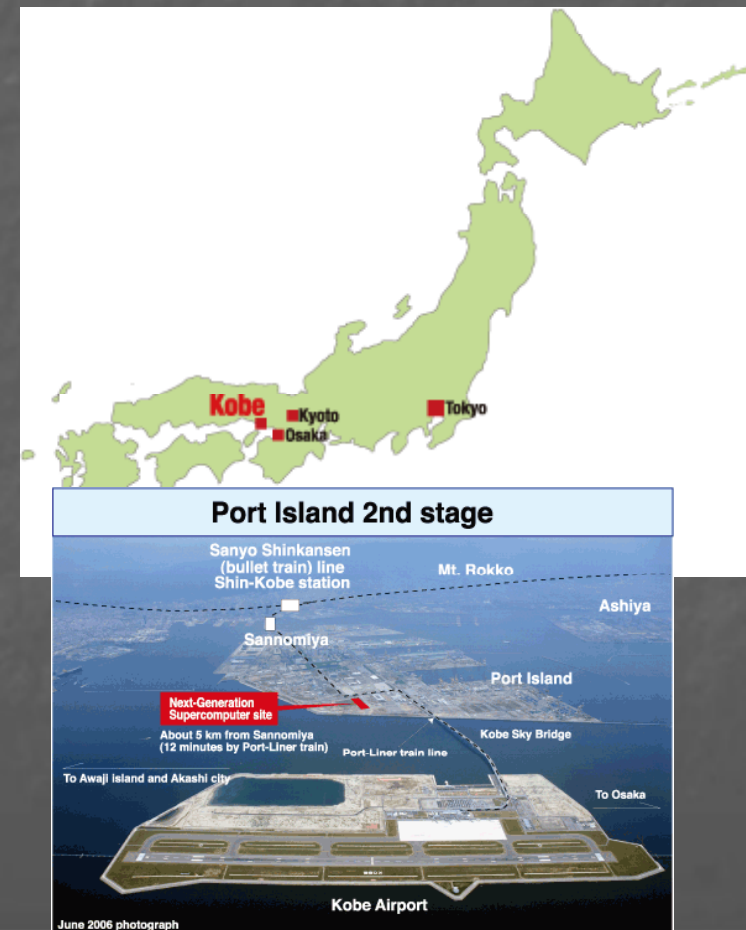 Kobe
Kyoto
Osaka
Tokyo
Port Island 2nd stage
Sanyo Shinkansen
(bullet train) line
Shin-Kobe station
Mt. Rokko
Ashiya
Sannomiya
Port Island
Next-Generation
Supercomputer site
About 5 km from Sannomiya
(12 minutes by Port-Liner train)
Kobe Sky Bridge
Port-Liner train line
To Awaji Island and Akashi city
To Osaka
Kobe Airport
June 2006 photograph